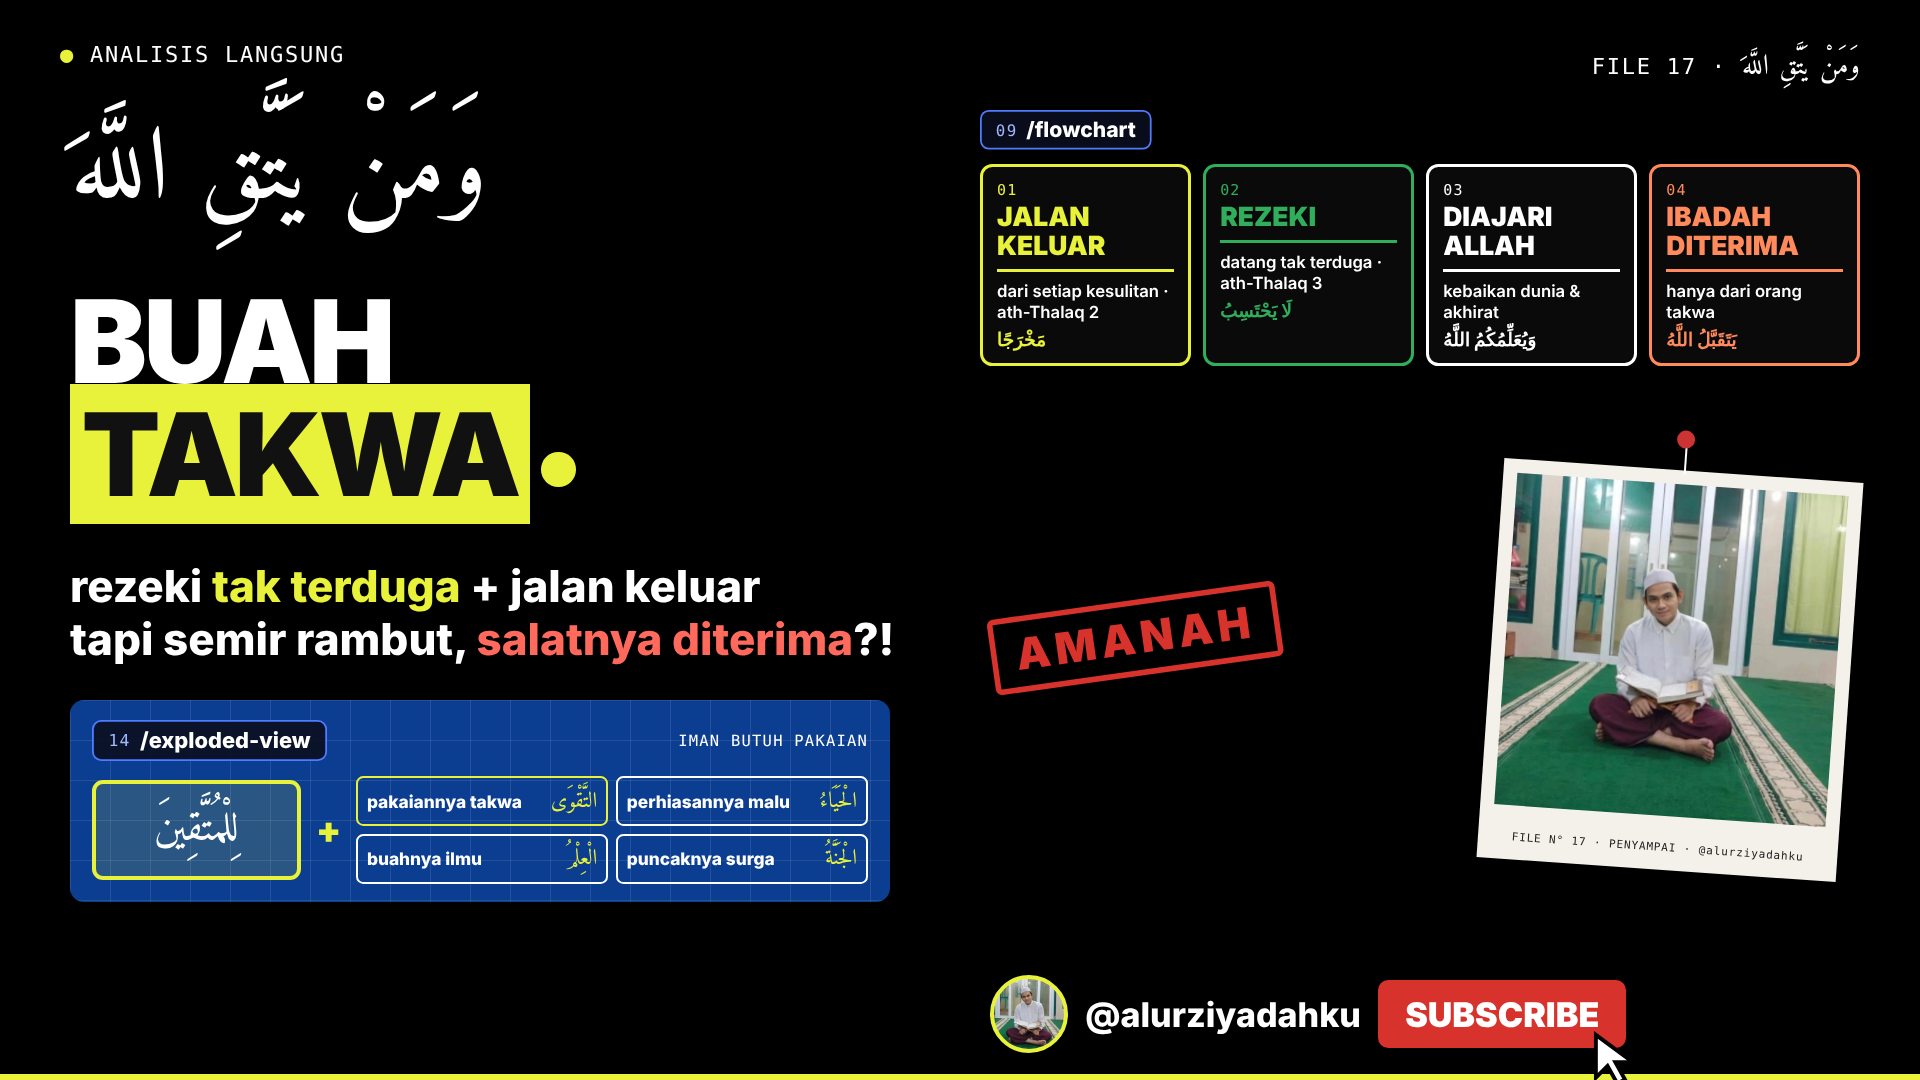 ANALISIS LANGSUNG
وَمَنْ يَتَّقِ اللَّهَ
BUAH
TAKWA
rezeki tak terduga + jalan keluar
tapi semir rambut, salatnya diterima?!
14 /exploded-view
IMAN BUTUH PAKAIAN
لِلْمُتَّقِينَ
+
pakaiannya takwa التَّقْوَى
perhiasannya malu الْحَيَاءُ
buahnya ilmu الْعِلْمُ
puncaknya surga الْجَنَّةُ
FILE 17 · وَمَنْ يَتَّقِ اللَّهَ
09 /flowchart
01
JALAN
KELUAR
dari setiap kesulitan ·
ath-Thalaq 2
مَخْرَجًا
02
REZEKI
datang tak terduga ·
ath-Thalaq 3
لَا يَحْتَسِبُ
03
DIAJARI
ALLAH
kebaikan dunia &
akhirat
وَيُعَلِّمُكُمُ اللَّهُ
04
IBADAH
DITERIMA
hanya dari orang
takwa
يَتَقَبَّلُ اللَّهُ
AMANAH
FILE N° 17 · PENYAMPAI · @alurziyadahku
@alurziyadahku
SUBSCRIBE